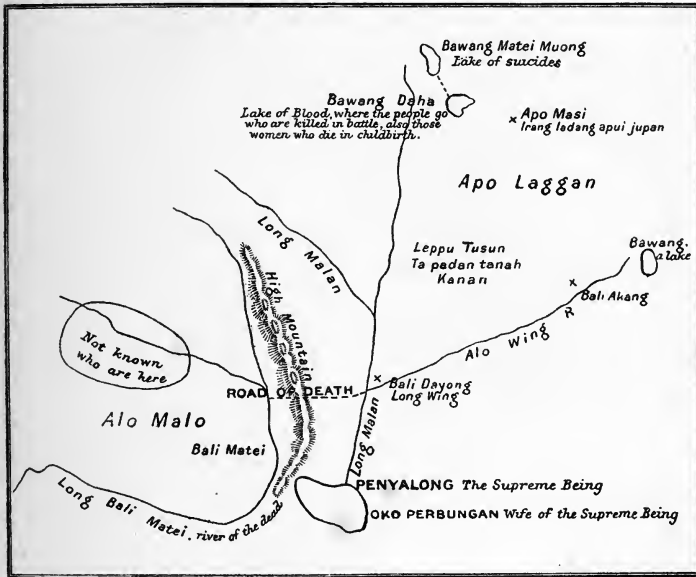 Bawang Matei Muong
Lake of suicides
Bawang Daha
Lake of Blood, where the people go
who are killed in battle, also those
women who die in childbirth.
Apo Masi
Irang ladang apui jupan
Apo Laggan
Long Malan
High Mountain
Leppu Tusun
Ta padan tanah
Kanan
Bawang.
a lake
Bali Akang
Alo Wing R
Not known
who are here
ROAD OF DEATH
Bali Dayong
Long Wing
Alo Malo
Bali Matei
Long Malan
PENYALONG The Supreme Being
OKO PERBUNGAN Wife of the Supreme Being
Long Bali Matei, river of the dead